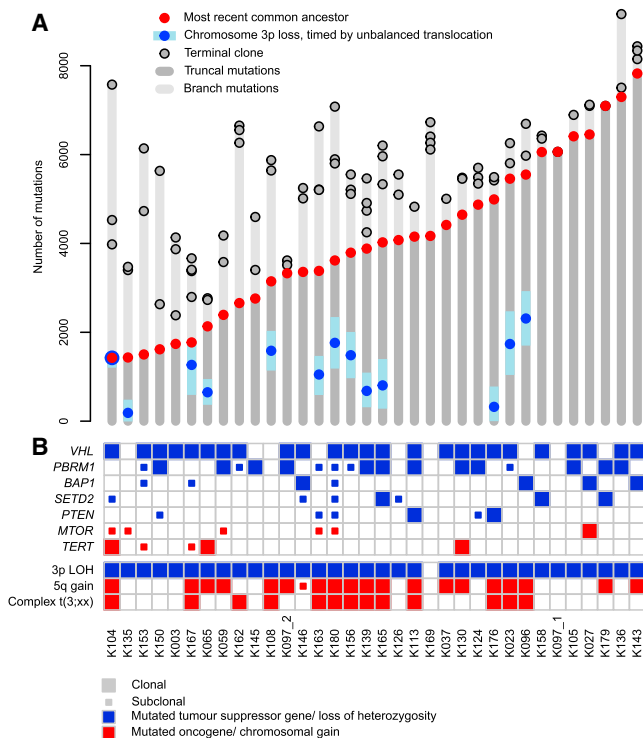 A
Most recent common ancestor
Chromosome 3p loss, timed by unbalanced translocation
Terminal clone
Truncal mutations
Branch mutations
Number of mutations
8000
6000
4000
2000
0
B
VHL
PBRM1
BAP1
SETD2
PTEN
MTOR
TERT
3p LOH
5q gain
Complex t(3;xx)
K104
K135
K153
K150
K003
K167
K065
K059
K162
K145
K108
K097_2
K146
K163
K180
K156
K139
K165
K126
K113
K169
K037
K130
K124
K176
K023
K096
K158
K097_1
K105
K027
K179
K136
K143
Clonal
Subclonal
Mutated tumour suppressor gene/ loss of heterozygosity
Mutated oncogene/ chromosomal gain